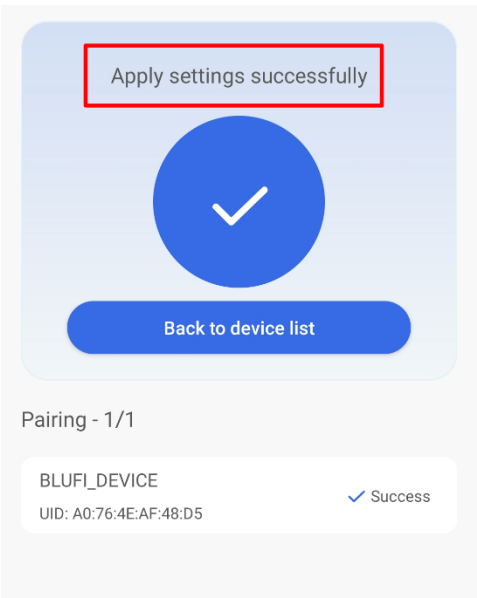 Apply settings successfully
Back to device list
Pairing - 1/1
BLUFI_DEVICE
UID: A0:76:4E:AF:48:D5
Success